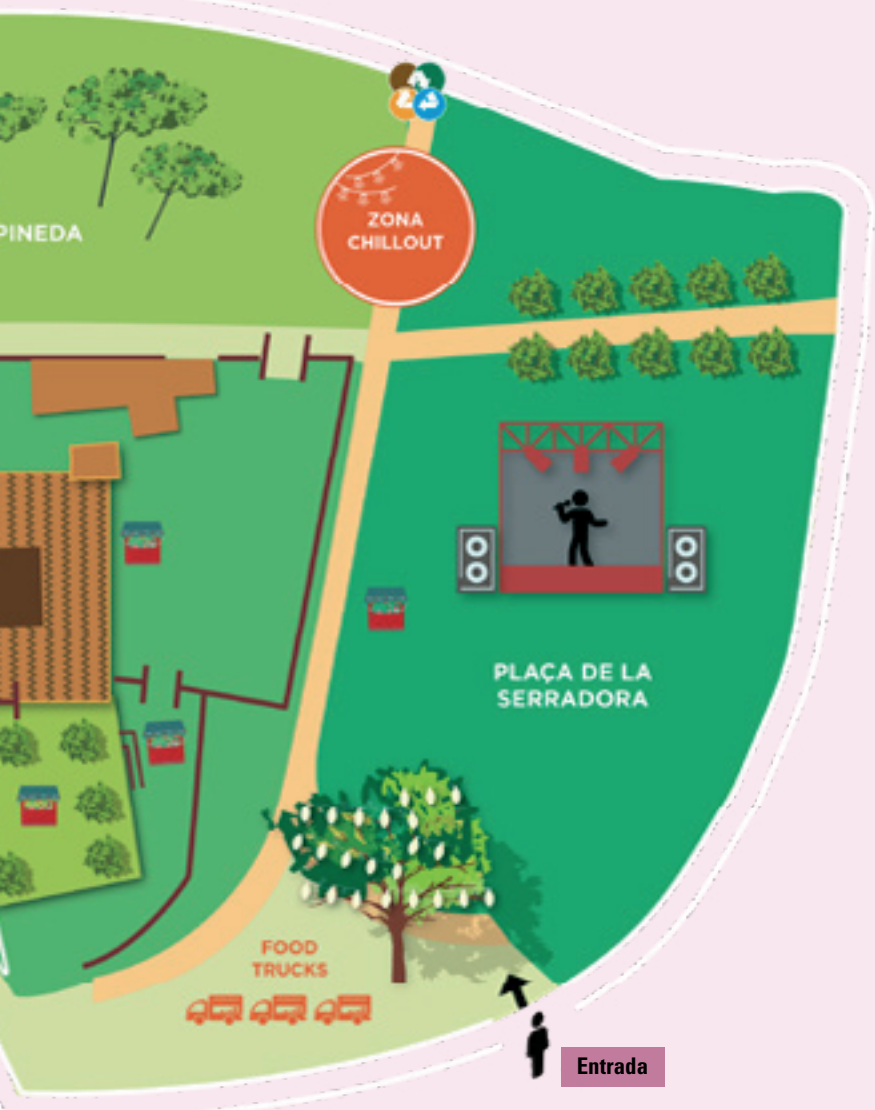 ZONA
CHILLOUT
PINEDA
PLAÇA DE LA
SERRADORA
FOOD
TRUCKS
Entrada